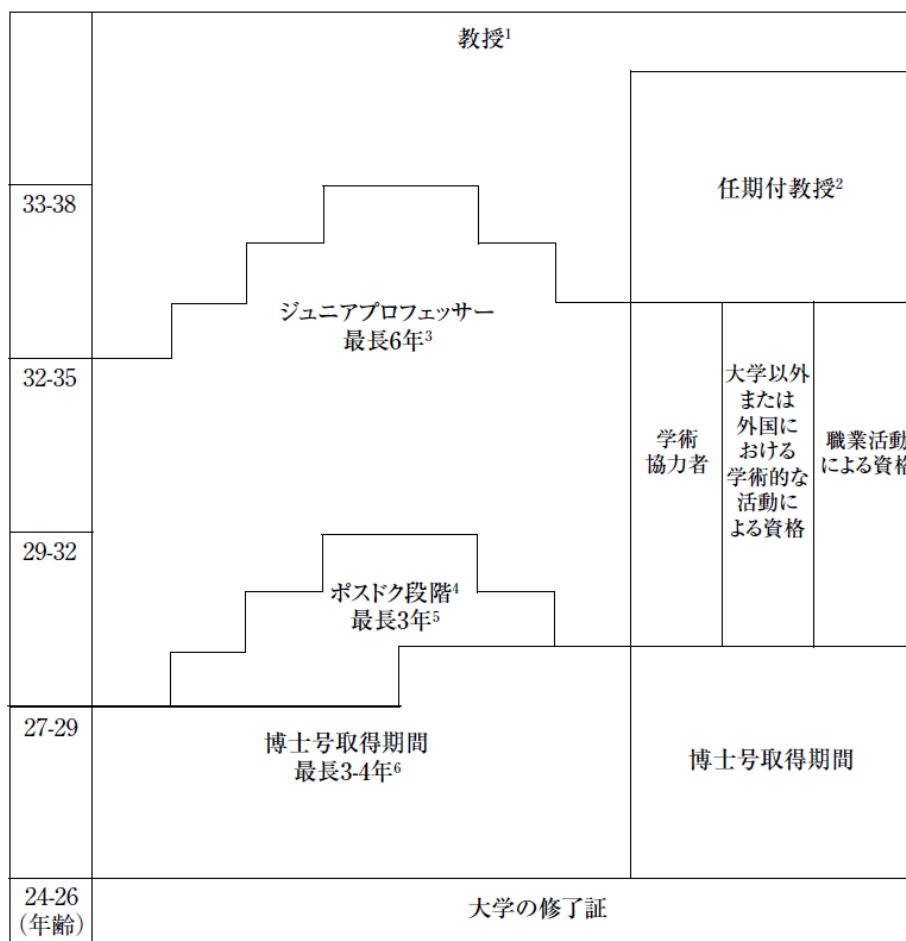 教授¹
任期付教授²
33-38
ジュニアプロフェッサー
最長6年³
32-35
学術
協力者
大学以外
または
外国に
おける
学術的な
活動に
よる資格
職業活動
による資格
29-32
ポスドク段階⁴
最長3年⁵
27-29
博士号取得期間
最長3-4年⁶
博士号取得期間
24-26
(年齢)
大学の修了証